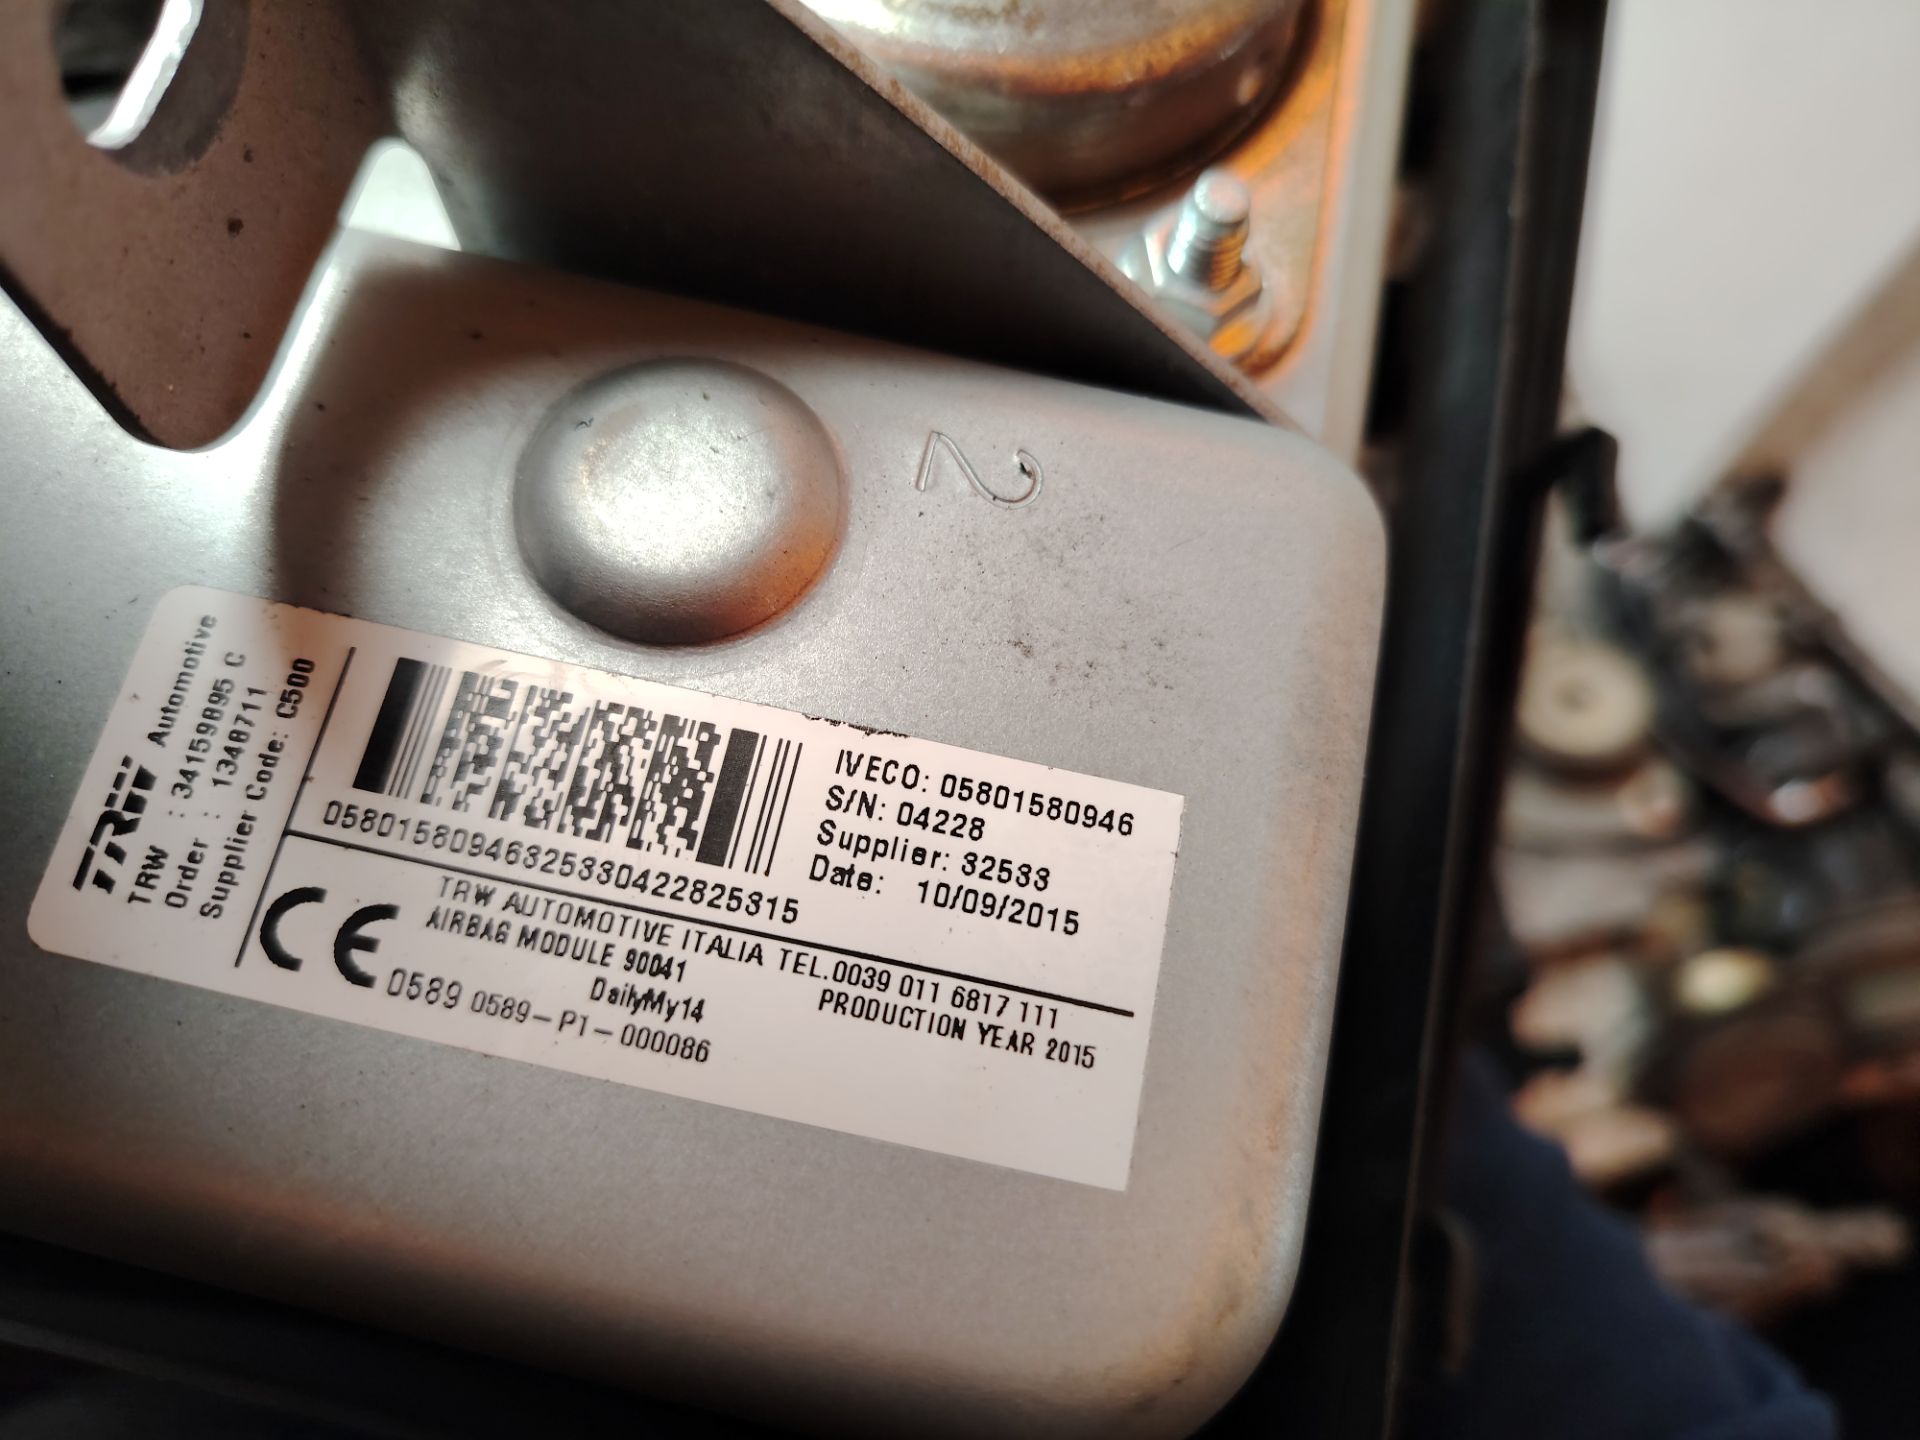 2
TRW Automotive
TRW : 34159895 C
Order : 1348711
Supplier Code: C500
05801580946325330422825315
IVECO: 05801580946
S/N: 04228
Supplier: 32533
Date: 10/09/2015
TRW AUTOMOTIVE ITALIA TEL.0039 011 6817 111
AIRBAG MODULE 90041
PRODUCTION YEAR 2015
DailyMy14
CE 0589 0589-P1-000086